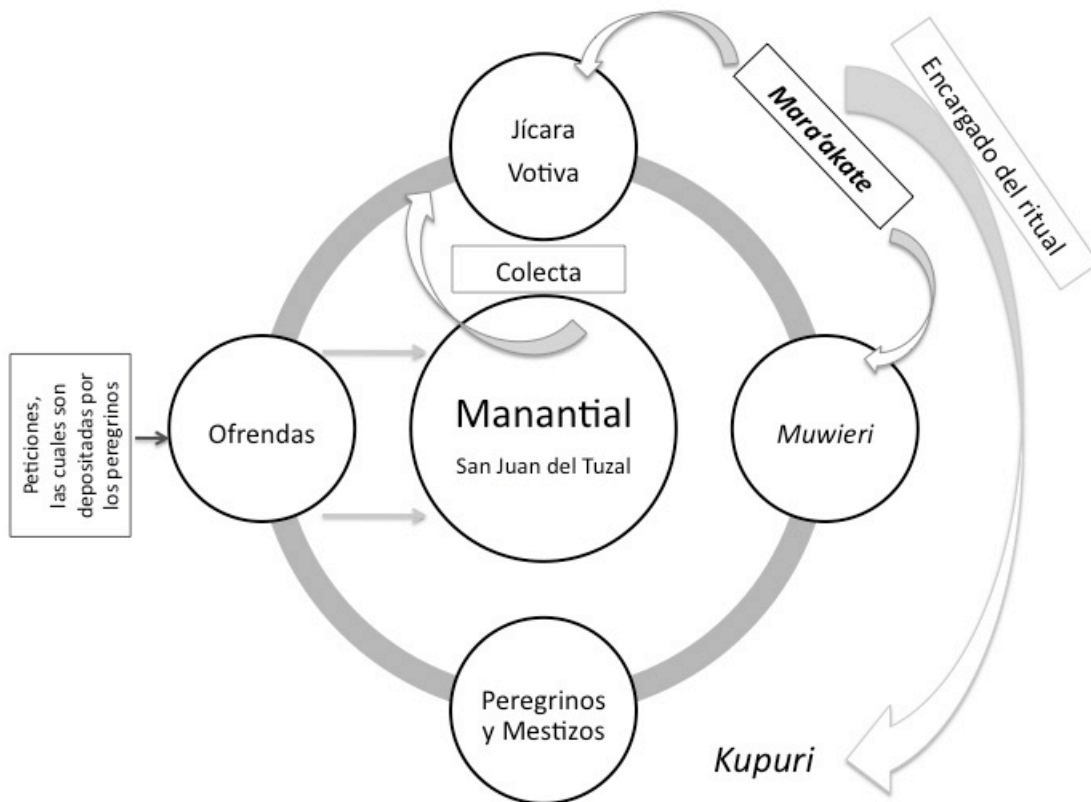 Jícara
Votiva
Mara'akate
Encargado del ritual
Colecta
Manantial
San Juan del Tuzal
Peticiones,
las cuales son
depositadas por
los peregrinos
Ofrendas
Muwieri
Peregrinos
y Mestizos
Kupuri